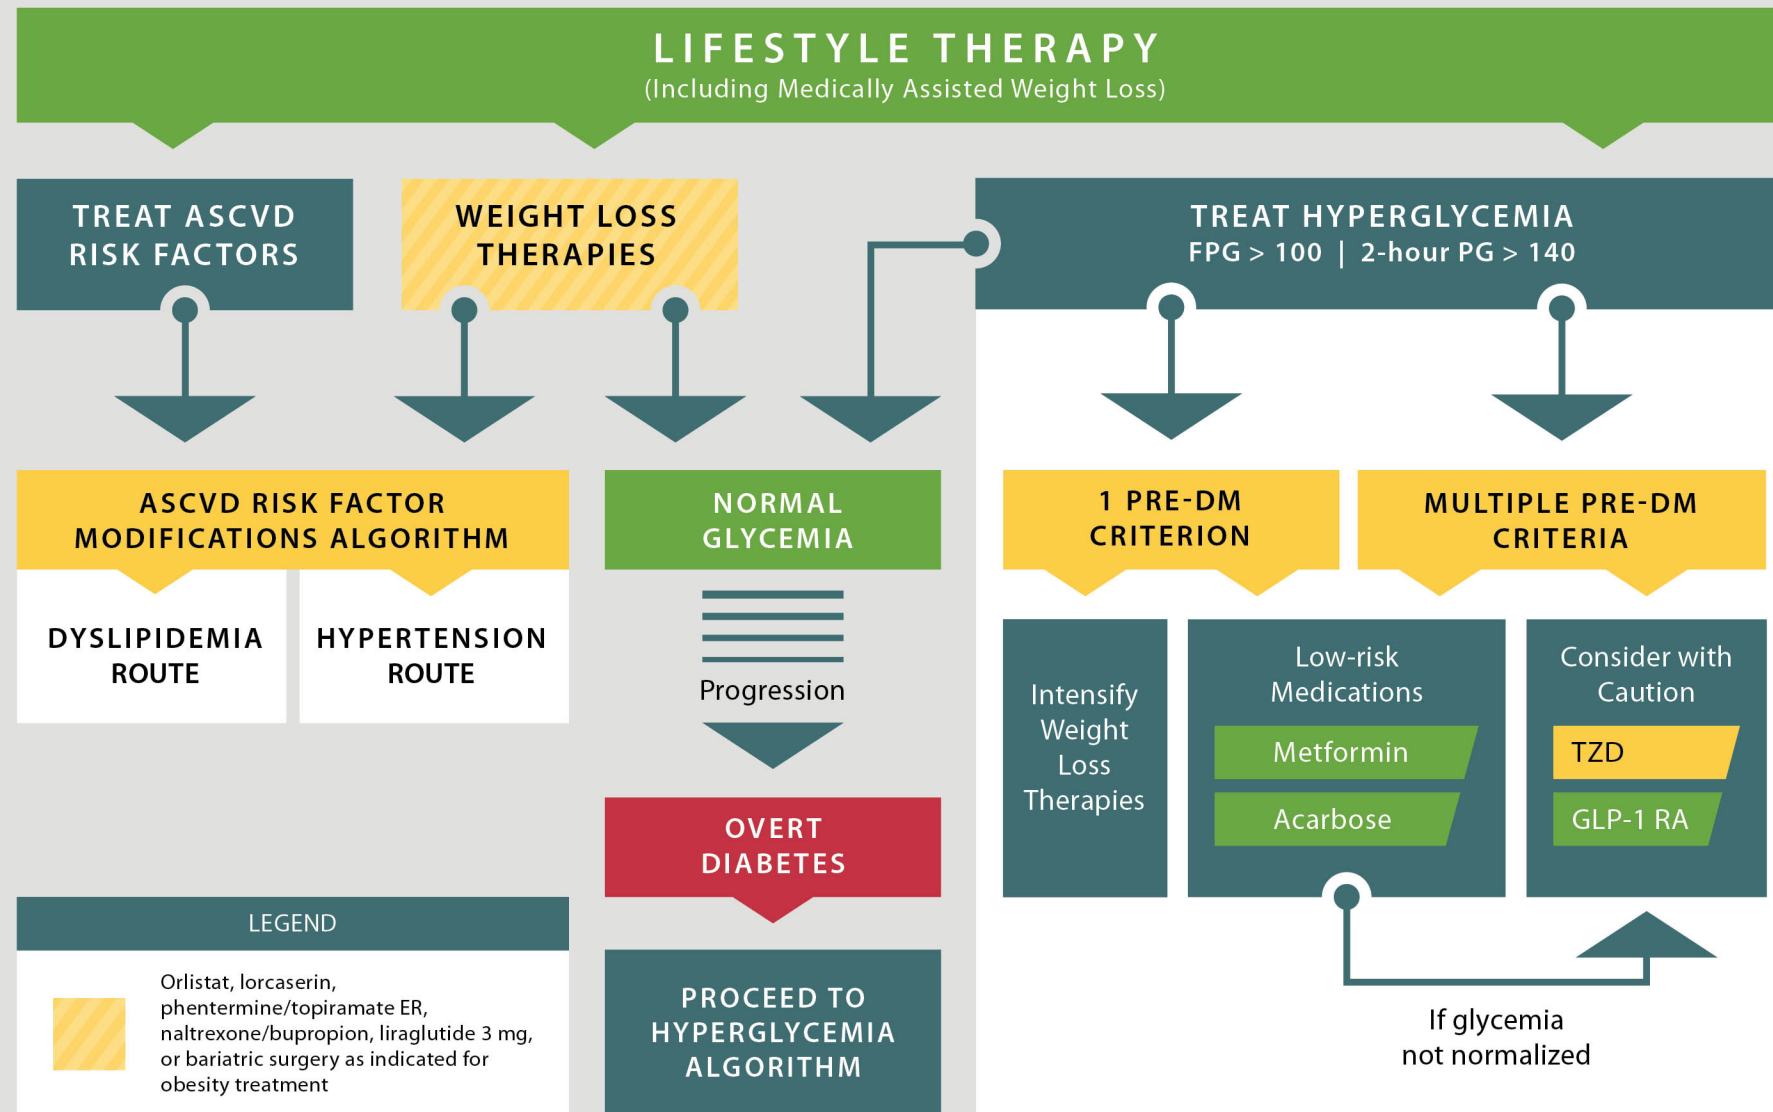 LIFESTYLE THERAPY
(Including Medically Assisted Weight Loss)
TREAT ASCVD
RISK FACTORS
WEIGHT LOSS
THERAPIES
TREAT HYPERGLYCEMIA
FPG > 100 | 2-hour PG > 140
ASCVD RISK FACTOR
MODIFICATIONS ALGORITHM
DYSLIPIDEMIA
ROUTE
HYPERTENSION
ROUTE
NORMAL
GLYCEMIA
Progression
OVERT
DIABETES
PROCEED TO
HYPERGLYCEMIA
ALGORITHM
1 PRE-DM
CRITERION
MULTIPLE PRE-DM
CRITERIA
Intensify
Weight
Loss
Therapies
Low-risk
Medications
Metformin
Acarbose
Consider with
Caution
TZD
GLP-1 RA
If glycemia
not normalized
LEGEND
Orlistat, lorcaserin,
phentermine/topiramate ER,
naltrexone/bupropion, liraglutide 3 mg,
or bariatric surgery as indicated for
obesity treatment